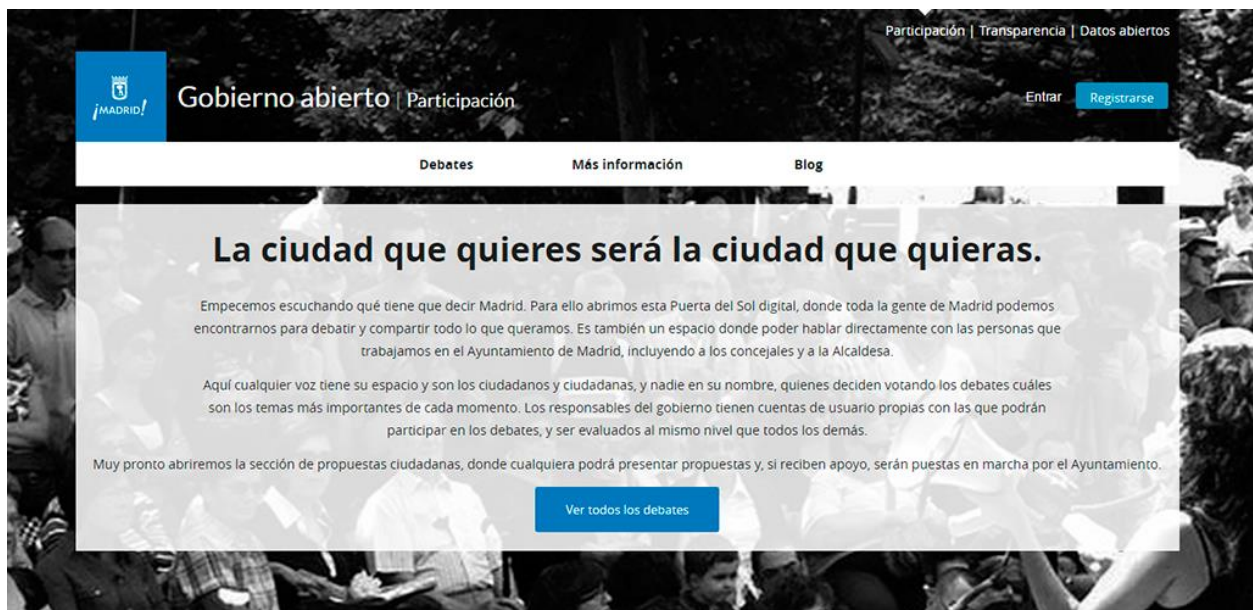 Participación | Transparencia | Datos abiertos
¡MADRID!
Gobierno abierto | Participación
Entrar
Registrarse
Debates
Más información
Blog
La ciudad que quieres será la ciudad que quieras.
Empecemos escuchando qué tiene que decir Madrid. Para ello abrimos esta Puerta del Sol digital, donde toda la gente de Madrid podemos
encontrarnos para debatir y compartir todo lo que queramos. Es también un espacio donde poder hablar directamente con las personas que
trabajamos en el Ayuntamiento de Madrid, incluyendo a los concejales y a la Alcaldesa.
Aquí cualquier voz tiene su espacio y son los ciudadanos y ciudadanas, y nadie en su nombre, quienes deciden votando los debates cuáles
son los temas más importantes de cada momento. Los responsables del gobierno tienen cuentas de usuario propias con las que podrán
participar en los debates, y ser evaluados al mismo nivel que todos los demás.
Muy pronto abriremos la sección de propuestas ciudadanas, donde cualquiera podrá presentar propuestas y, si reciben apoyo, serán puestas en marcha por el Ayuntamiento.
Ver todos los debates